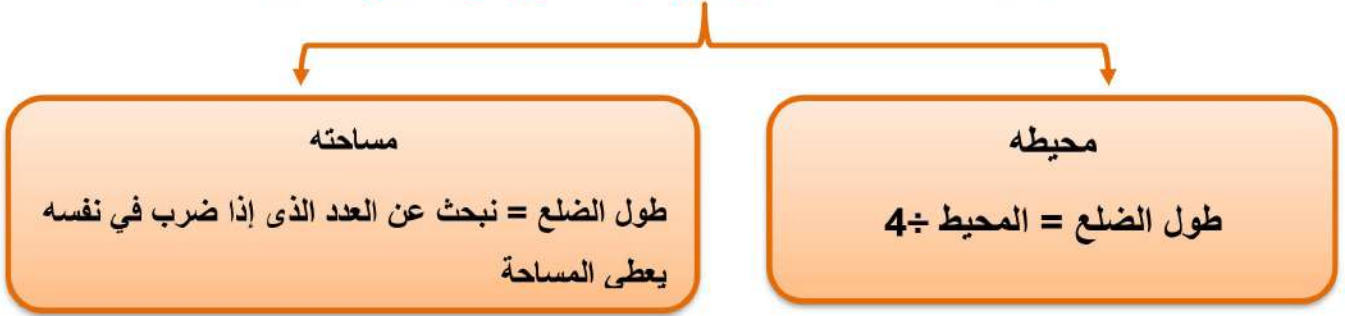 محيطه
طول الضلع = المحيط ÷4
مساحته
طول الضلع = نبحث عن العدد الذى إذا ضرب في نفسه
يعطى المساحة